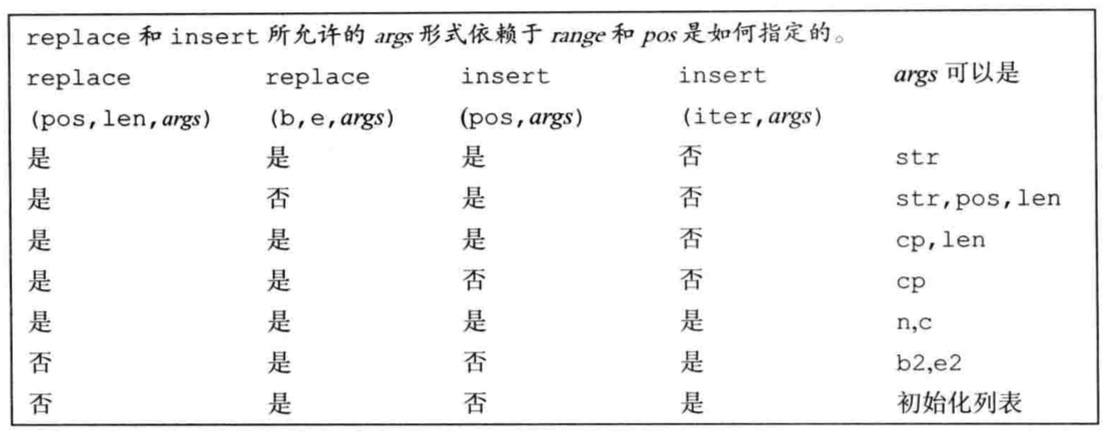 replace 和 insert 所允许的 args 形式依赖于 range 和 pos 是如何指定的。
replace replace insert insert args 可以是
(pos,len,args) (b,e,args) (pos,args) (iter,args)
是 是 是 否 str
是 否 是 否 str,pos,len
是 是 是 否 cp,len
是 是 否 否 cp
是 是 是 是 n,c
否 是 否 是 b2,e2
否 是 否 是 初始化列表